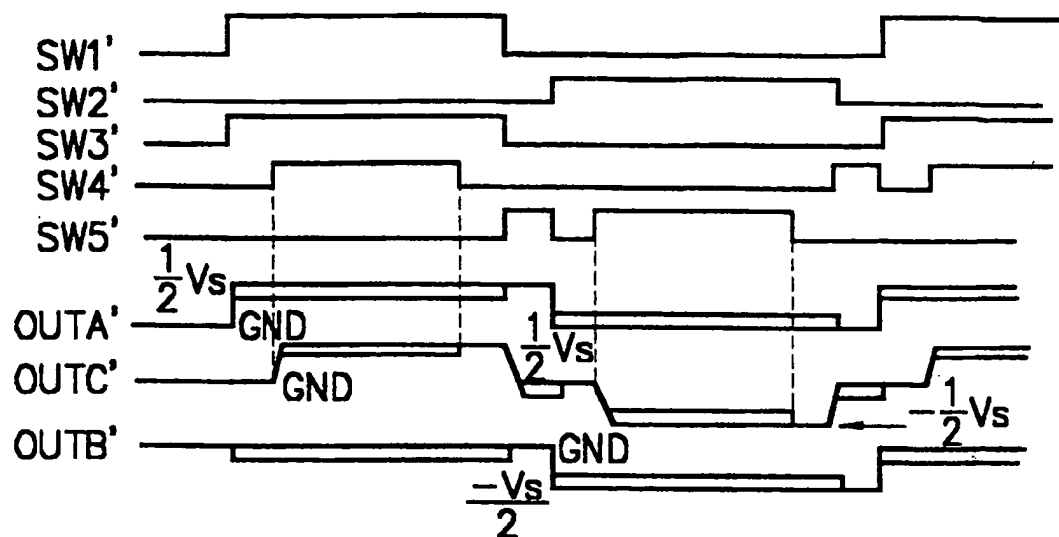 SW1'
SW2'
SW3'
SW4'
SW5'
1/2 Vs
OUTA'
GND
1/2 Vs
OUTC'
GND
-1/2 Vs
OUTB'
GND
-Vs/2